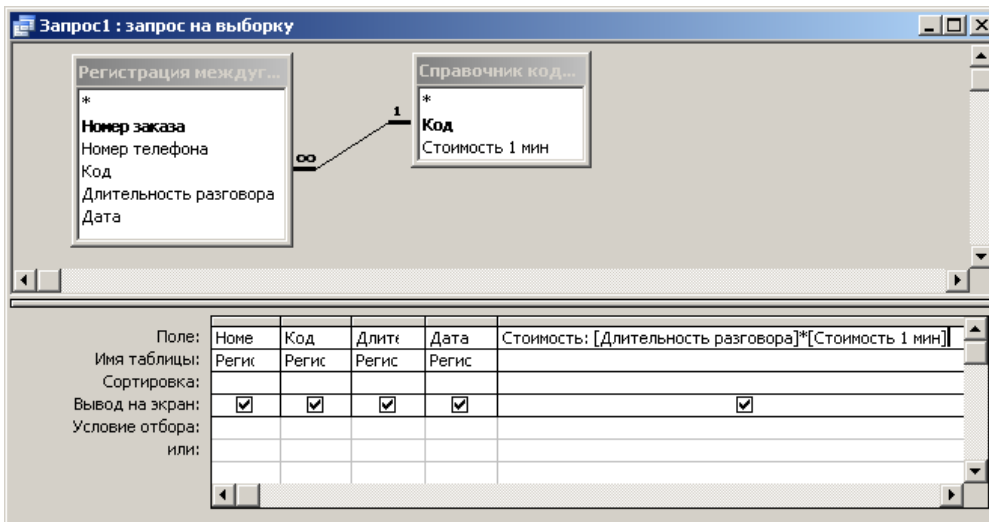 Запрос1 : запрос на выборку
Регистрация междуг...
*
Номер заказа
Номер телефона
Код
Длительность разговора
Дата
∞
1
Справочник код...
*
Код
Стоимость 1 мин
Поле: Номе Код Длите Дата Стоимость: [Длительность разговора]*[Стоимость 1 мин]
Имя таблицы: Регис Регис Регис Регис
Сортировка:
Вывод на экран:
Условие отбора:
или: